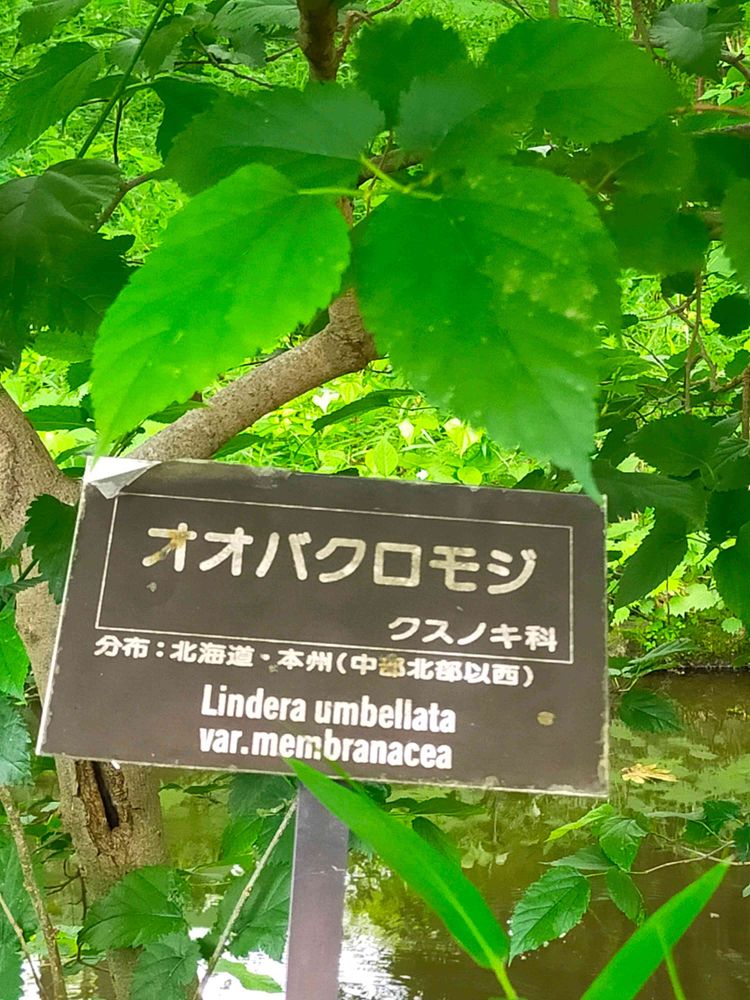 オオバクロモジ
クスノキ科
分布：北海道・本州(中部北部以西)
Lindera umbellata
var.membranacea